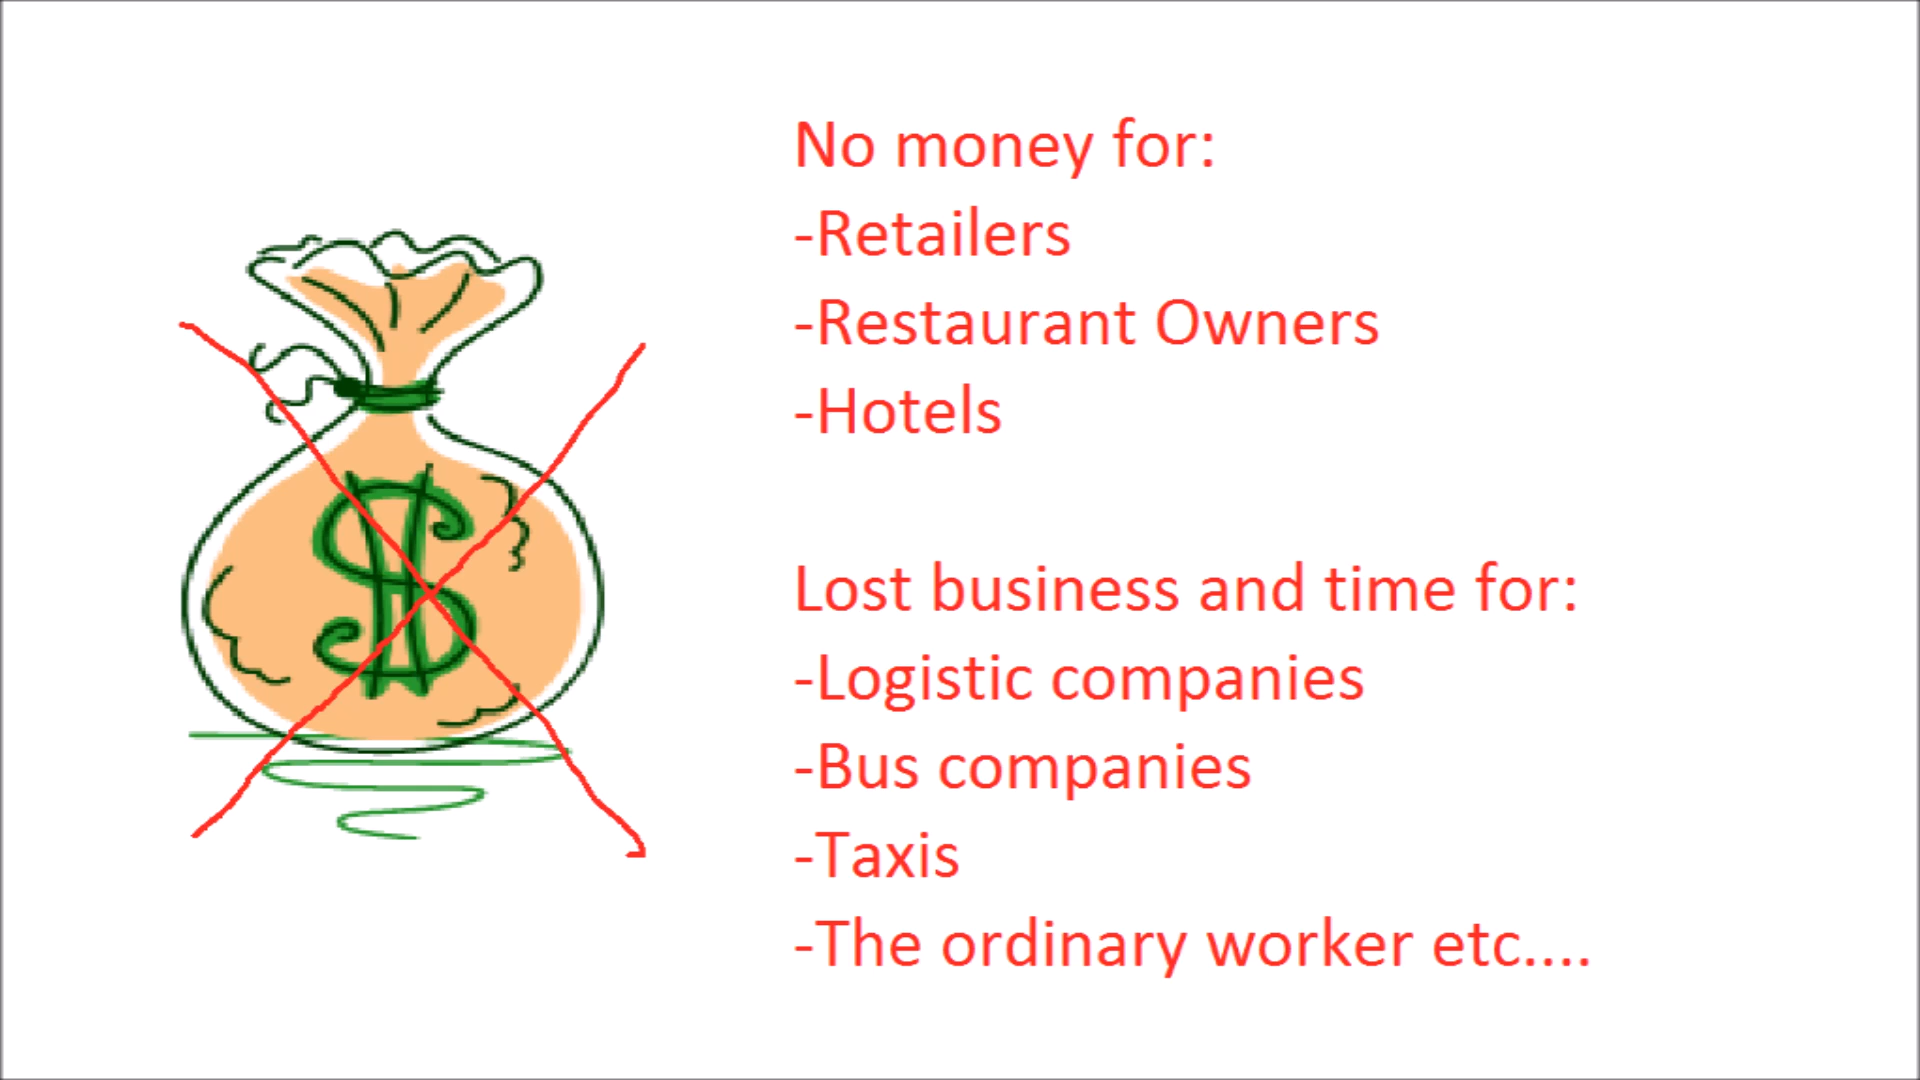 No money for:
-Retailers
-Restaurant Owners
-Hotels
Lost business and time for:
-Logistic companies
-Bus companies
-Taxis
-The ordinary worker etc....
$